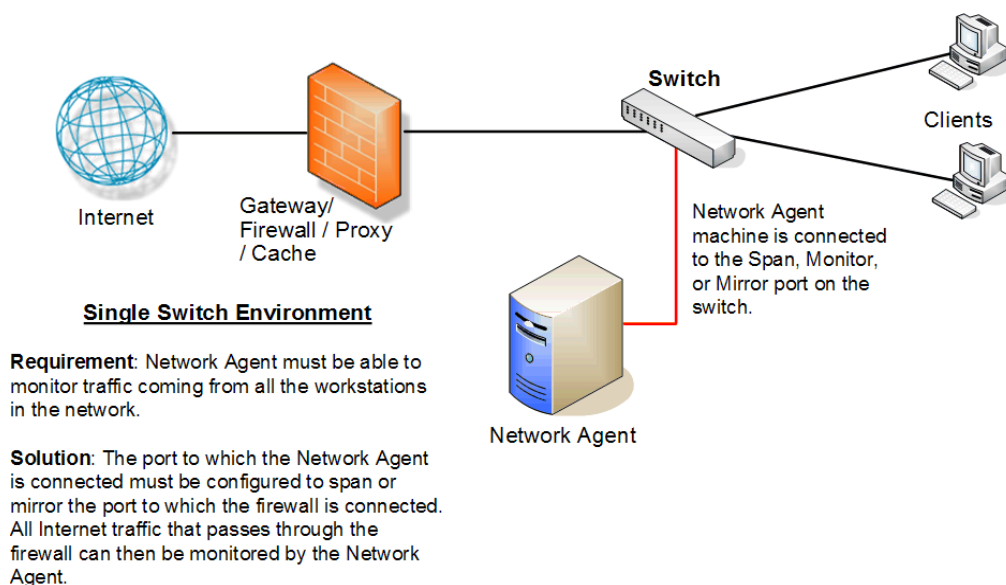 Switch
Clients
Internet
Gateway/
Firewall / Proxy
/ Cache
Network Agent
machine is connected
to the Span, Monitor,
or Mirror port on the
switch.
Single Switch Environment
Requirement: Network Agent must be able to
monitor traffic coming from all the workstations
in the network.
Network Agent
Solution: The port to which the Network Agent
is connected must be configured to span or
mirror the port to which the firewall is connected.
All Internet traffic that passes through the
firewall can then be monitored by the Network
Agent.